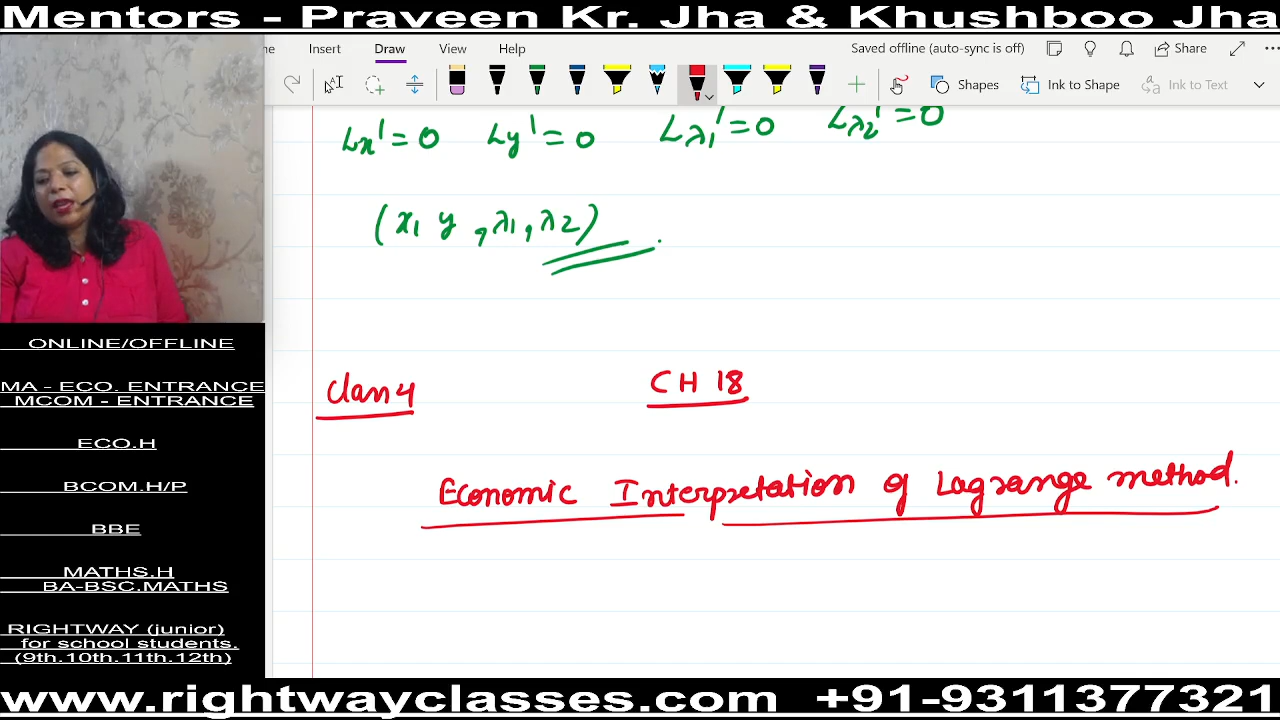 Mentors - Praveen Kr. Jha & Khushboo Jha
Insert Draw View Help Saved offline (auto-sync is off) Share
Shapes Ink to Shape Ink to Text
Lx' = 0 Ly' = 0 Lλ1' = 0 Lλ2' = 0
(x, y, λ1, λ2)
Class 4 CH 18
Economic Interpretation of Lagrange method.
ONLINE/OFFLINE
MA - ECO. ENTRANCE
MCOM - ENTRANCE
ECO.H
BCOM.H/P
BBE
MATHS.H
BA-BSC.MATHS
RIGHTWAY (junior)
for school students.
(9th.10th.11th.12th)
www.rightwayclasses.com +91-9311377321